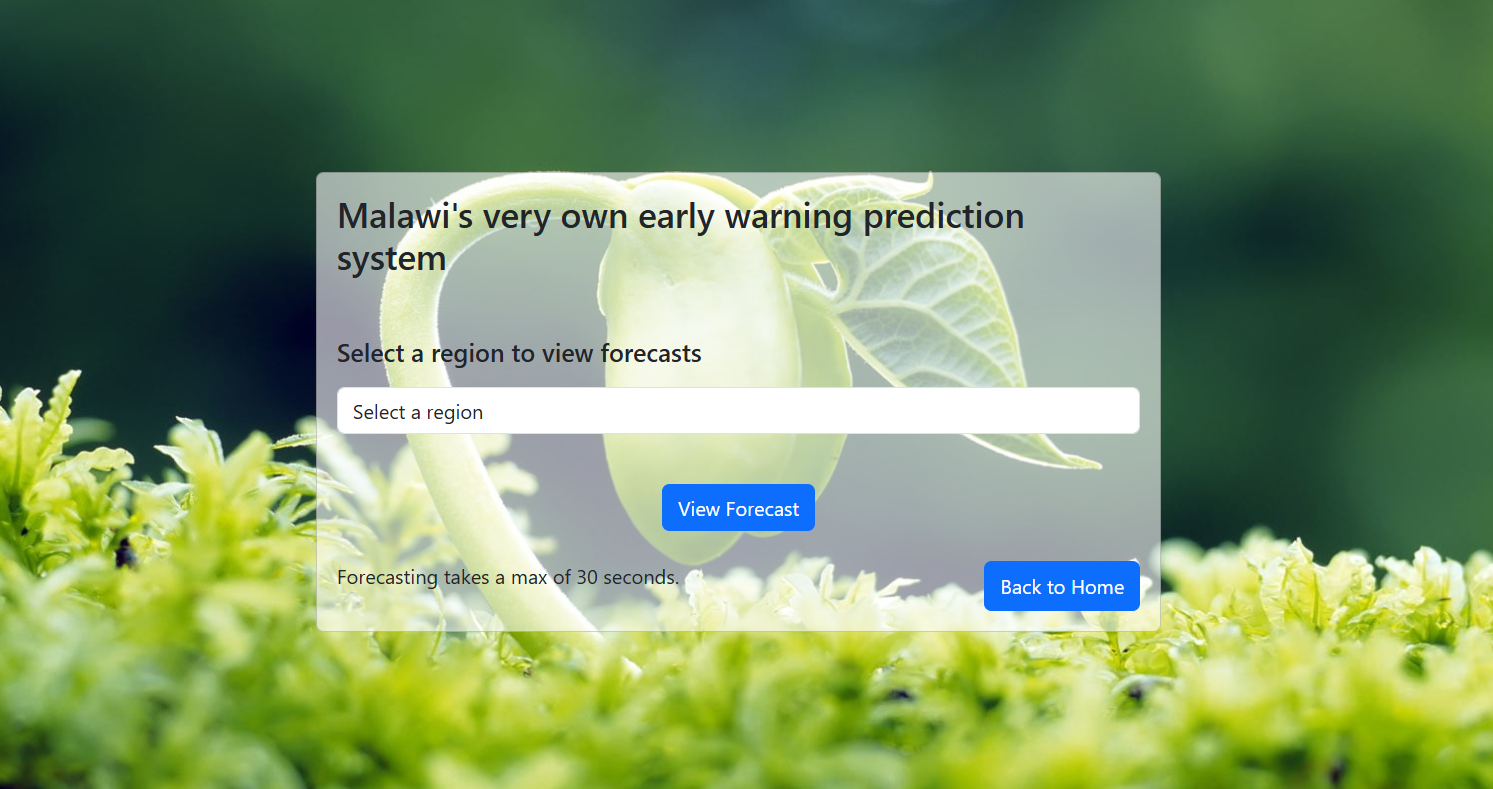 Malawi's very own early warning prediction
system
Select a region to view forecasts
Select a region
View Forecast
Forecasting takes a max of 30 seconds.
Back to Home